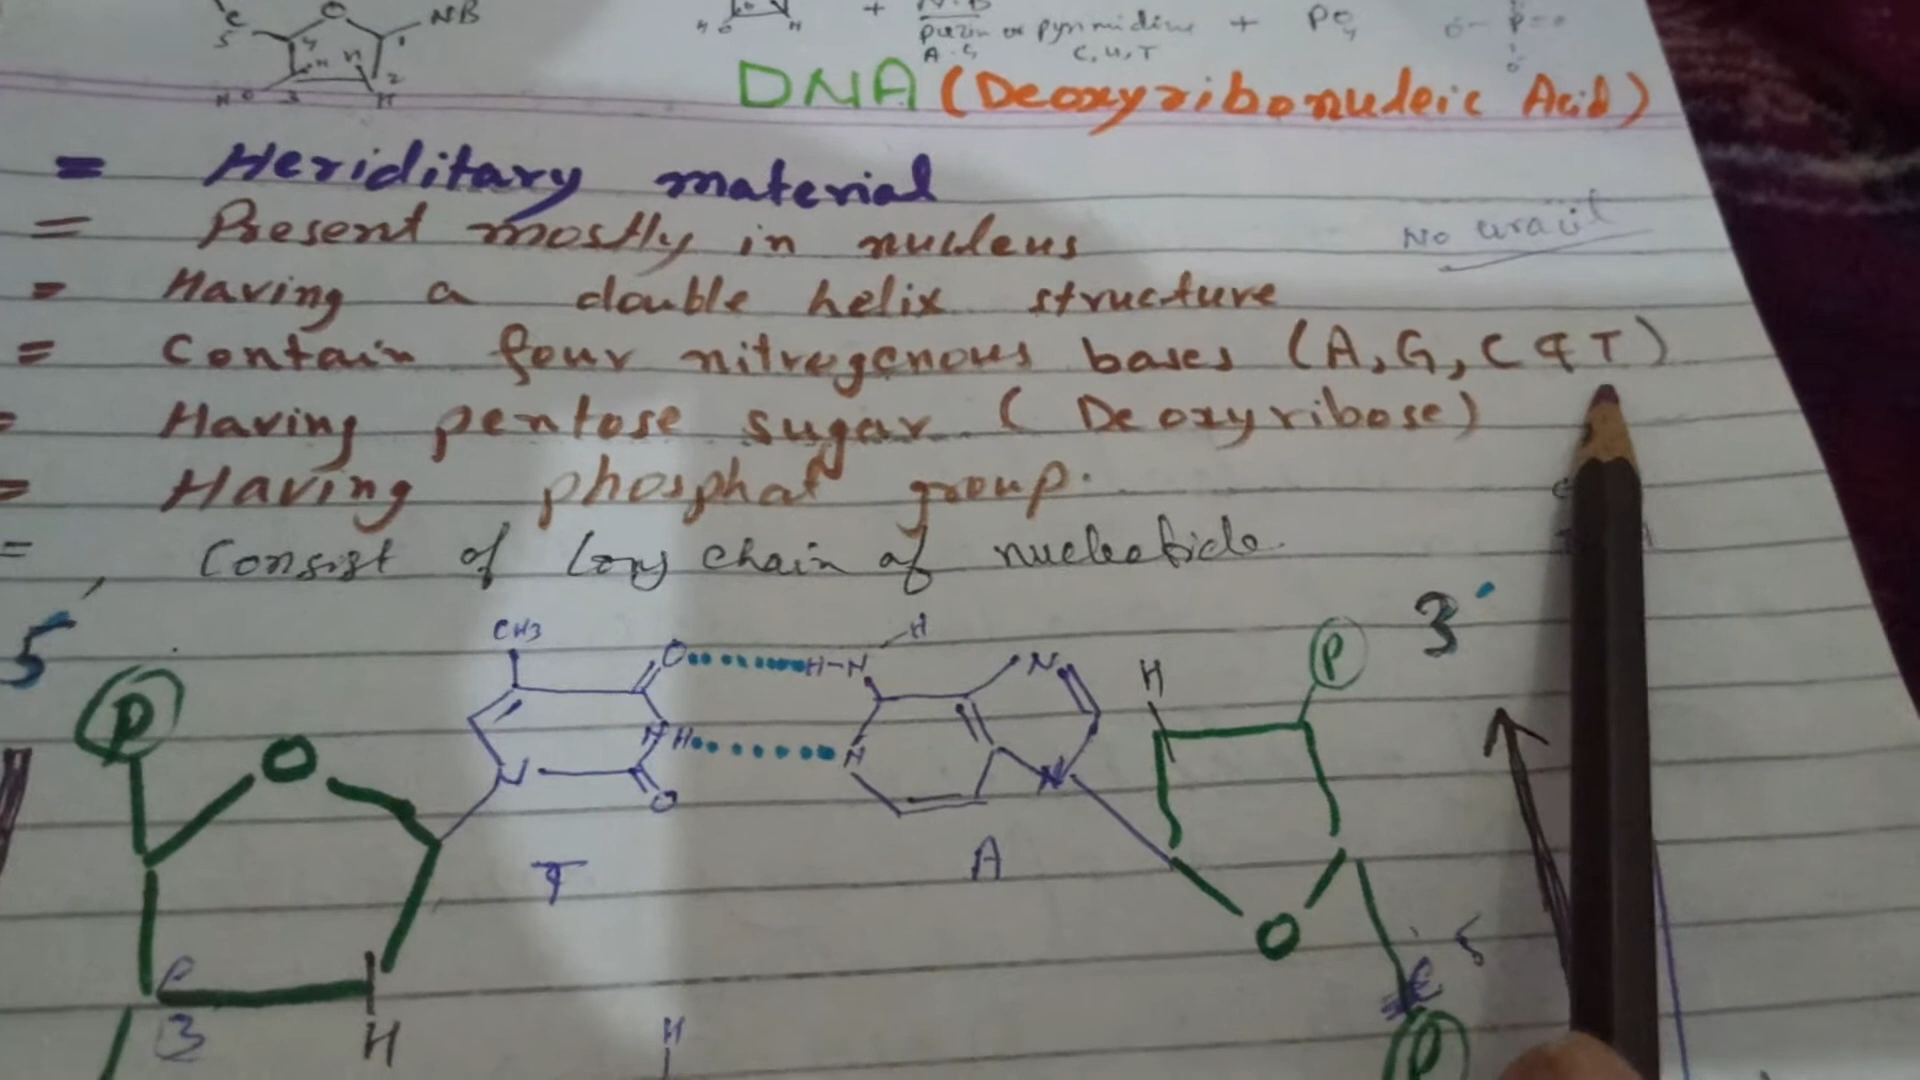 NB
+ N.B +
purin or pyrimidine PO4
A.G C,U,T
DNA (Deoxyribonucleic Acid)
= Heriditary material
= Present mostly in nucleus
No uracil
= Having a double helix structure
= Contain four nitrogenous bases (A, G, C & T)
= Having pentose sugar (Deoxyribose)
= Having phosphat group.
= Consist of long chain of nucleotide.
5' 3'
CH3 O H-N H N H P
P O N H N N
N O
T A
O
5
C C
3 H H P